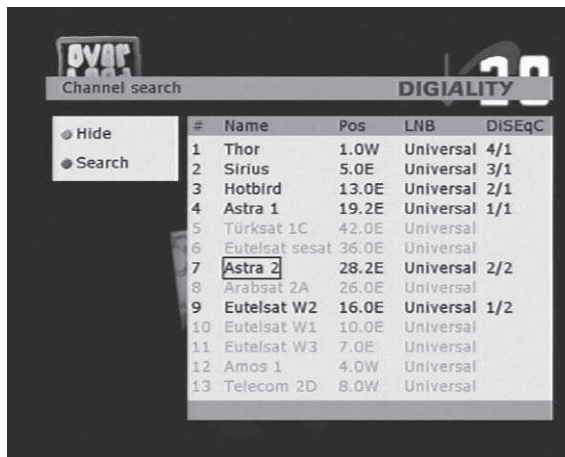 over
Channel search
DIGIALITY
Hide
Search
# Name Pos LNB DiSEqC
1 Thor 1.0W Universal 4/1
2 Sirius 5.0E Universal 3/1
3 Hotbird 13.0E Universal 2/1
4 Astra 1 19.2E Universal 1/1
5 Türksat 1C 42.0E Universal
6 Eutelsat sesat 36.0E Universal
7 Astra 2 28.2E Universal 2/2
8 Arabsat 2A 26.0E Universal
9 Eutelsat W2 16.0E Universal 1/2
10 Eutelsat W1 10.0E Universal
11 Eutelsat W3 7.0E Universal
12 Amos 1 4.0W Universal
13 Telecom 2D 8.0W Universal